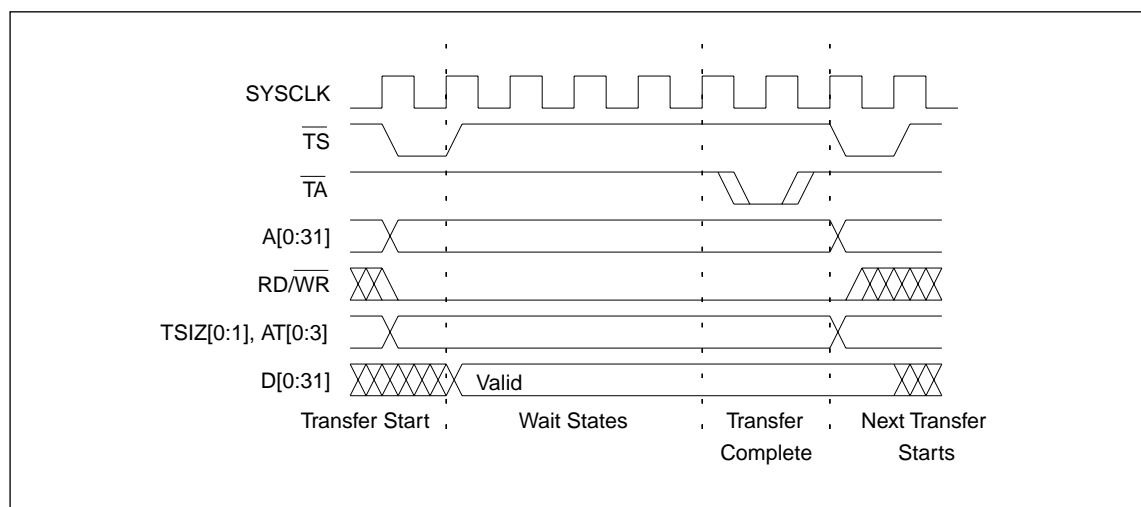 SYSCLK
TS
TA
A[0:31]
RD/WR
TSIZ[0:1], AT[0:3]
D[0:31]
Valid
Transfer Start
Wait States
Transfer
Complete
Next Transfer
Starts